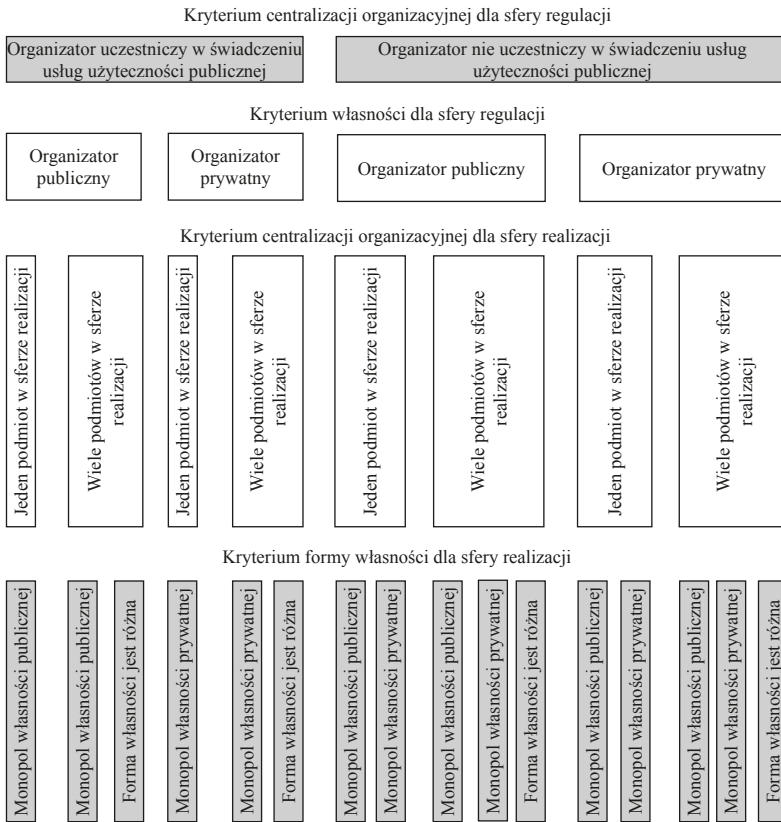 Kryterium centralizacji organizacyjnej dla sfery regulacji
Organizator uczestniczy w świadczeniu
usług użyteczności publicznej
Organizator nie uczestniczy w świadczeniu usług
użyteczności publicznej
Kryterium własności dla sfery regulacji
Organizator
publiczny
Organizator
prywatny
Organizator publiczny
Organizator prywatny
Kryterium centralizacji organizacyjnej dla sfery realizacji
Jeden podmiot w sferze realizacji
Wiele podmiotów w sferze
realizacji
Jeden podmiot w sferze realizacji
Wiele podmiotów w sferze
realizacji
Jeden podmiot w sferze realizacji
Wiele podmiotów w sferze
realizacji
Jeden podmiot w sferze realizacji
Wiele podmiotów w sferze
realizacji
Kryterium formy własności dla sfery realizacji
Monopol własności publicznej
Monopol własności publicznej
Forma własności jest różna
Monopol własności prywatnej
Monopol własności prywatnej
Forma własności jest różna
Monopol własności publicznej
Monopol własności prywatnej
Monopol własności publicznej
Monopol własności prywatnej
Forma własności jest różna
Monopol własności publicznej
Monopol własności prywatnej
Monopol własności publicznej
Monopol własności prywatnej
Forma własności jest różna